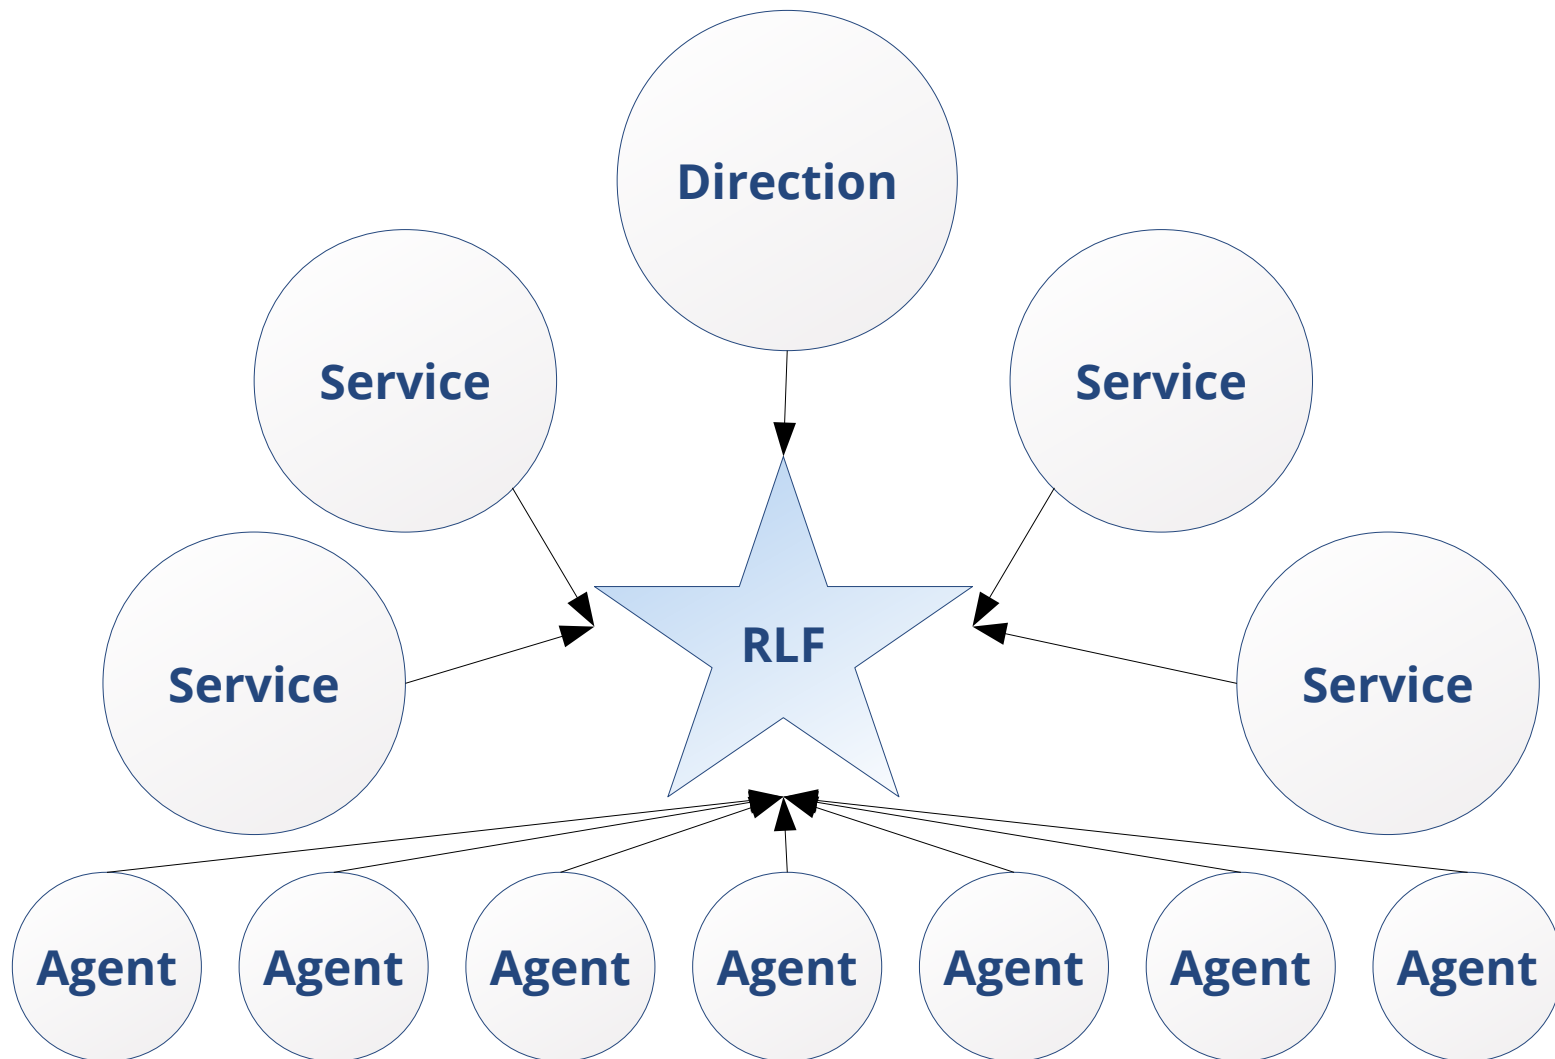 Direction
Service
Service
Service
RLF
Service
Agent
Agent
Agent
Agent
Agent
Agent
Agent